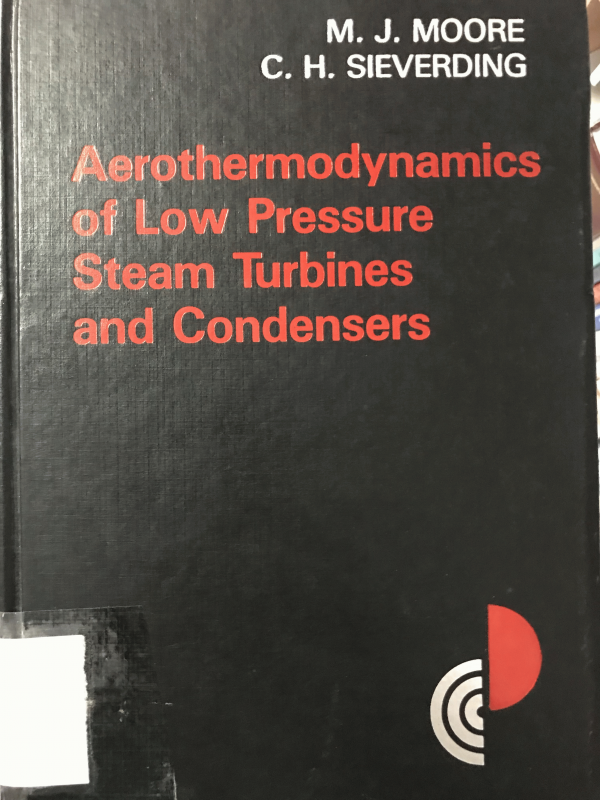 M. J. MOORE
C. H. SIEVERDING
Aerothermodynamics
of Low Pressure
Steam Turbines
and Condensers